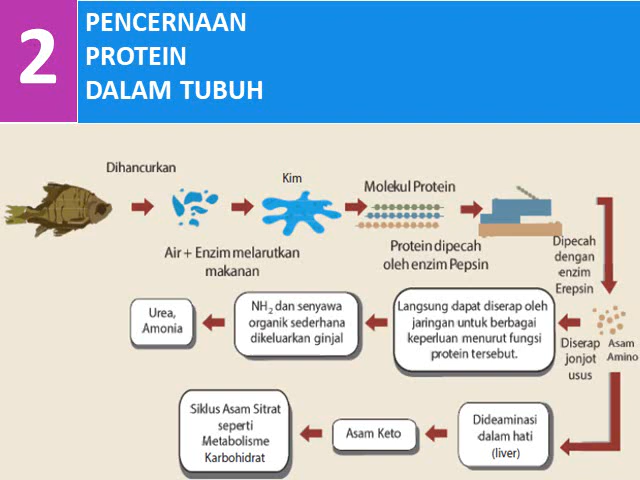 2
PENCERNAAN
PROTEIN
DALAM TUBUH
Dihancurkan
Air + Enzim melarutkan
makanan
Kim
Molekul Protein
Protein dipecah
oleh enzim Pepsin
Dipecah
dengan
enzim
Erepsin
Asam
Amino
Diserap
jonjot
usus
Langsung dapat diserap oleh
jaringan untuk berbagai
keperluan menurut fungsi
protein tersebut.
NH₂ dan senyawa
organik sederhana
dikeluarkan ginjal
Urea,
Amonia
Dideaminasi
dalam hati
(liver)
Asam Keto
Siklus Asam Sitrat
seperti
Metabolisme
Karbohidrat